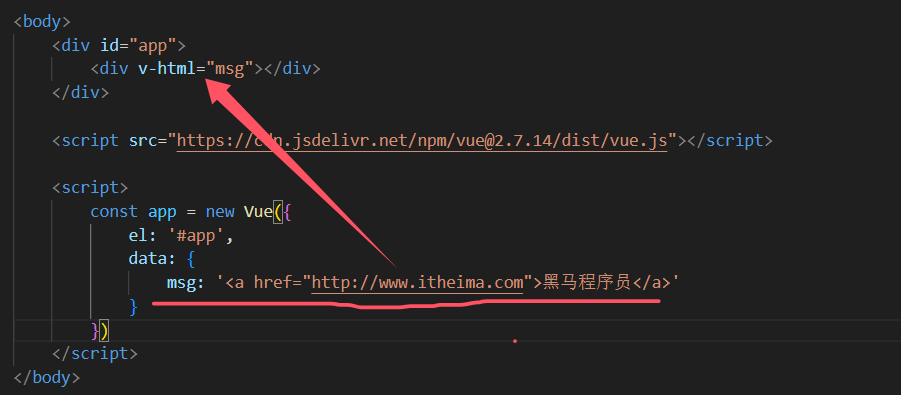 <body>
<div id="app">
<div v-html="msg"></div>
</div>
<script src="https://cdn.jsdelivr.net/npm/vue@2.7.14/dist/vue.js"></script>
<script>
const app = new Vue({
el: '#app',
data: {
msg: '<a href="http://www.itheima.com">黑马程序员</a>'
}
})
</script>
</body>